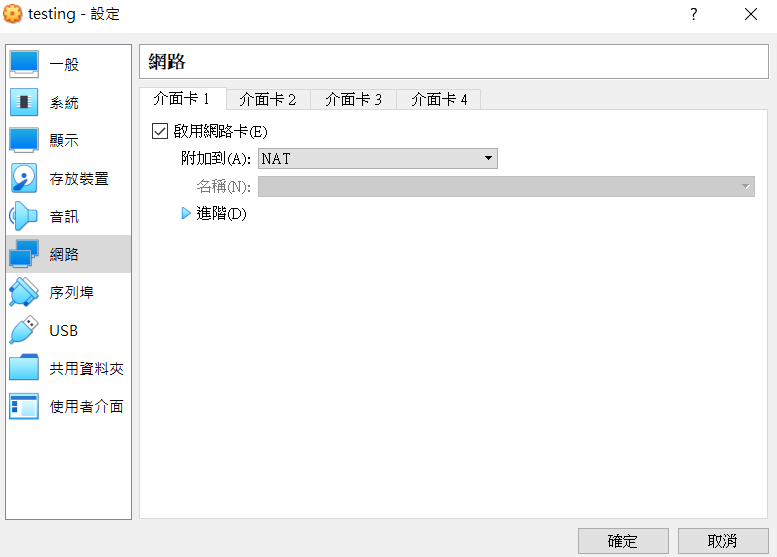 testing - 設定
?
一般
系統
顯示
存放裝置
音訊
網路
序列埠
USB
共用資料夾
使用者介面
網路
介面卡 1 介面卡 2 介面卡 3 介面卡 4
啟用網路卡(E)
附加到(A): NAT
名稱(N):
進階(D)
確定 取消